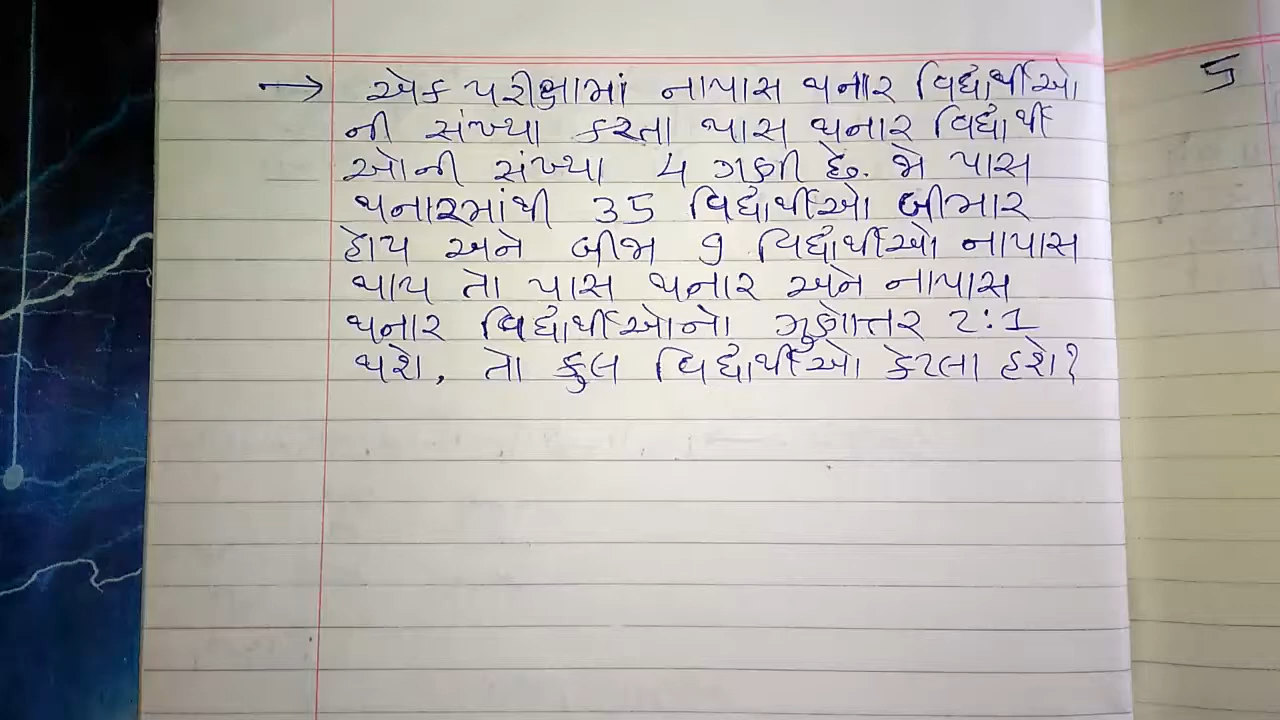 → એક પરીક્ષામાં નાપાસ થનાર વિદ્યાર્થીઓ
ની સંખ્યા કરતા પાસ થનાર વિદ્યાર્થી
ઓની સંખ્યા 4 ગણી છે. જો પાસ
થનારમાંથી 35 વિદ્યાર્થીઓ બીમાર
હોય અને બીજા 9 વિદ્યાર્થીઓ નાપાસ
થાય તો પાસ થનાર અને નાપાસ
થનાર વિદ્યાર્થીઓનો ગુણોત્તર 2:1
થશે, તો કુલ વિદ્યાર્થીઓ કેટલા હશે?